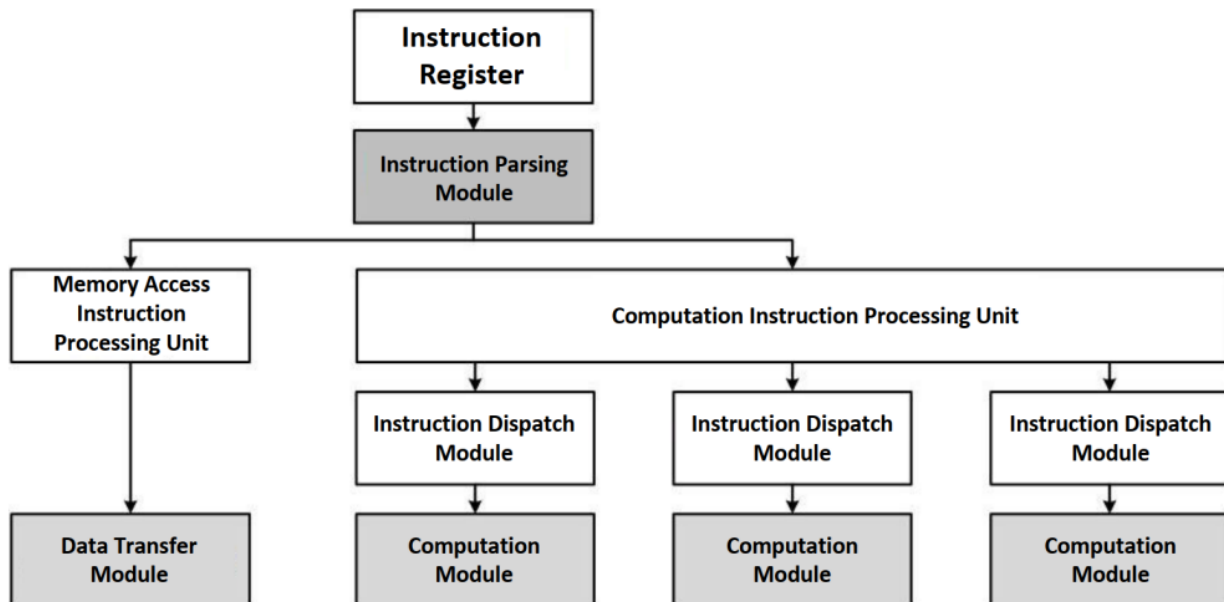 Instruction
Register
Instruction Parsing
Module
Memory Access
Instruction
Processing Unit
Computation Instruction Processing Unit
Instruction Dispatch
Module
Instruction Dispatch
Module
Instruction Dispatch
Module
Data Transfer
Module
Computation
Module
Computation
Module
Computation
Module